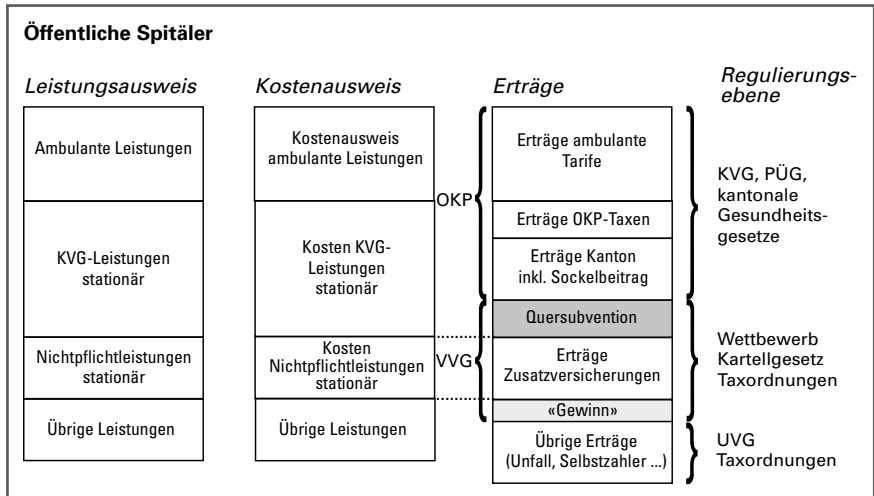 Öffentliche Spitäler
Leistungsausweis
Ambulante Leistungen
KVG-Leistungen
stationär
Nichtpflichtleistungen
stationär
Übrige Leistungen
Kostenausweis
Kostenausweis
ambulante Leistungen
Kosten KVG-
Leistungen
stationär
Kosten
Nichtpflichtleistungen
stationär
Übrige Leistungen
OKP
VVG
Erträge
Erträge ambulante
Tarife
Erträge OKP-Taxen
Erträge Kanton
inkl. Sockelbeitrag
Quersubvention
Erträge
Zusatzversicherungen
«Gewinn»
Übrige Erträge
(Unfall, Selbstzahler ...)
Regulierungs-
ebene
KVG, PÜG,
kantonale
Gesundheits-
gesetze
Wettbewerb
Kartellgesetz
Taxordnungen
UVG
Taxordnungen